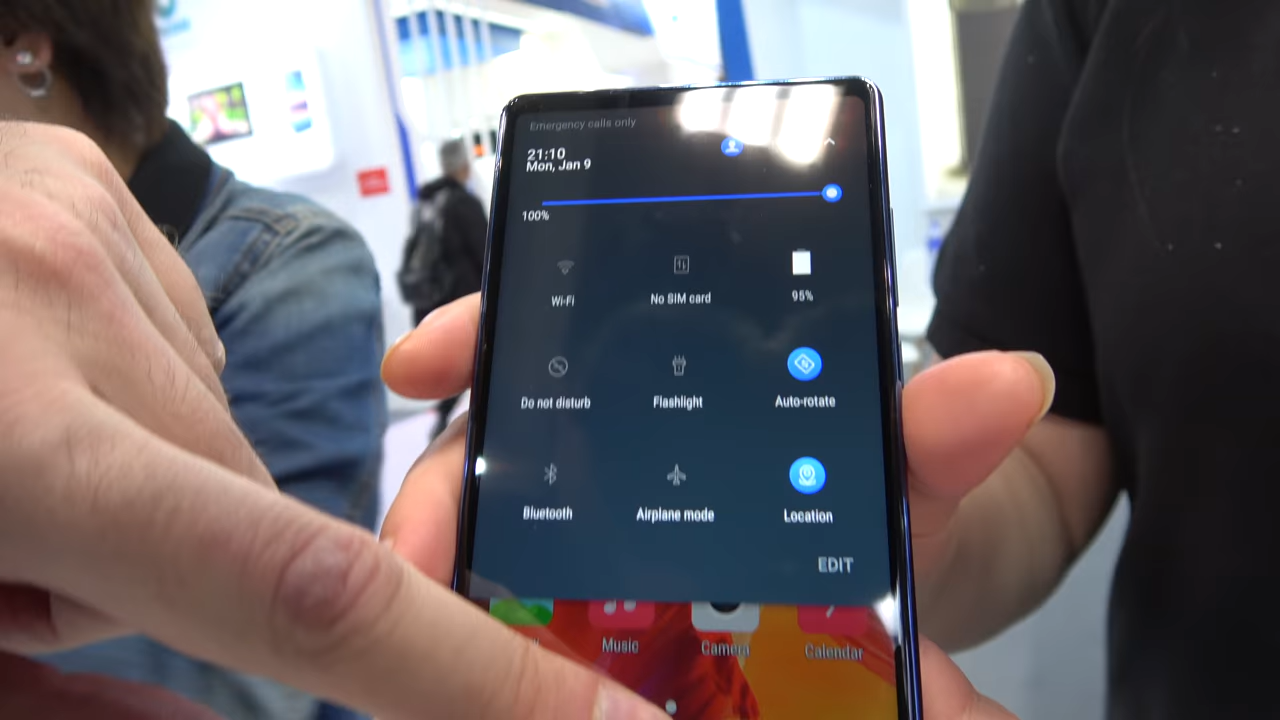 Emergency calls only
21:10
Mon, Jan 9
100%
Wi-Fi
No SIM card
95%
Do not disturb
Flashlight
Auto-rotate
Bluetooth
Airplane mode
Location
EDIT
Music
Camera
Calendar